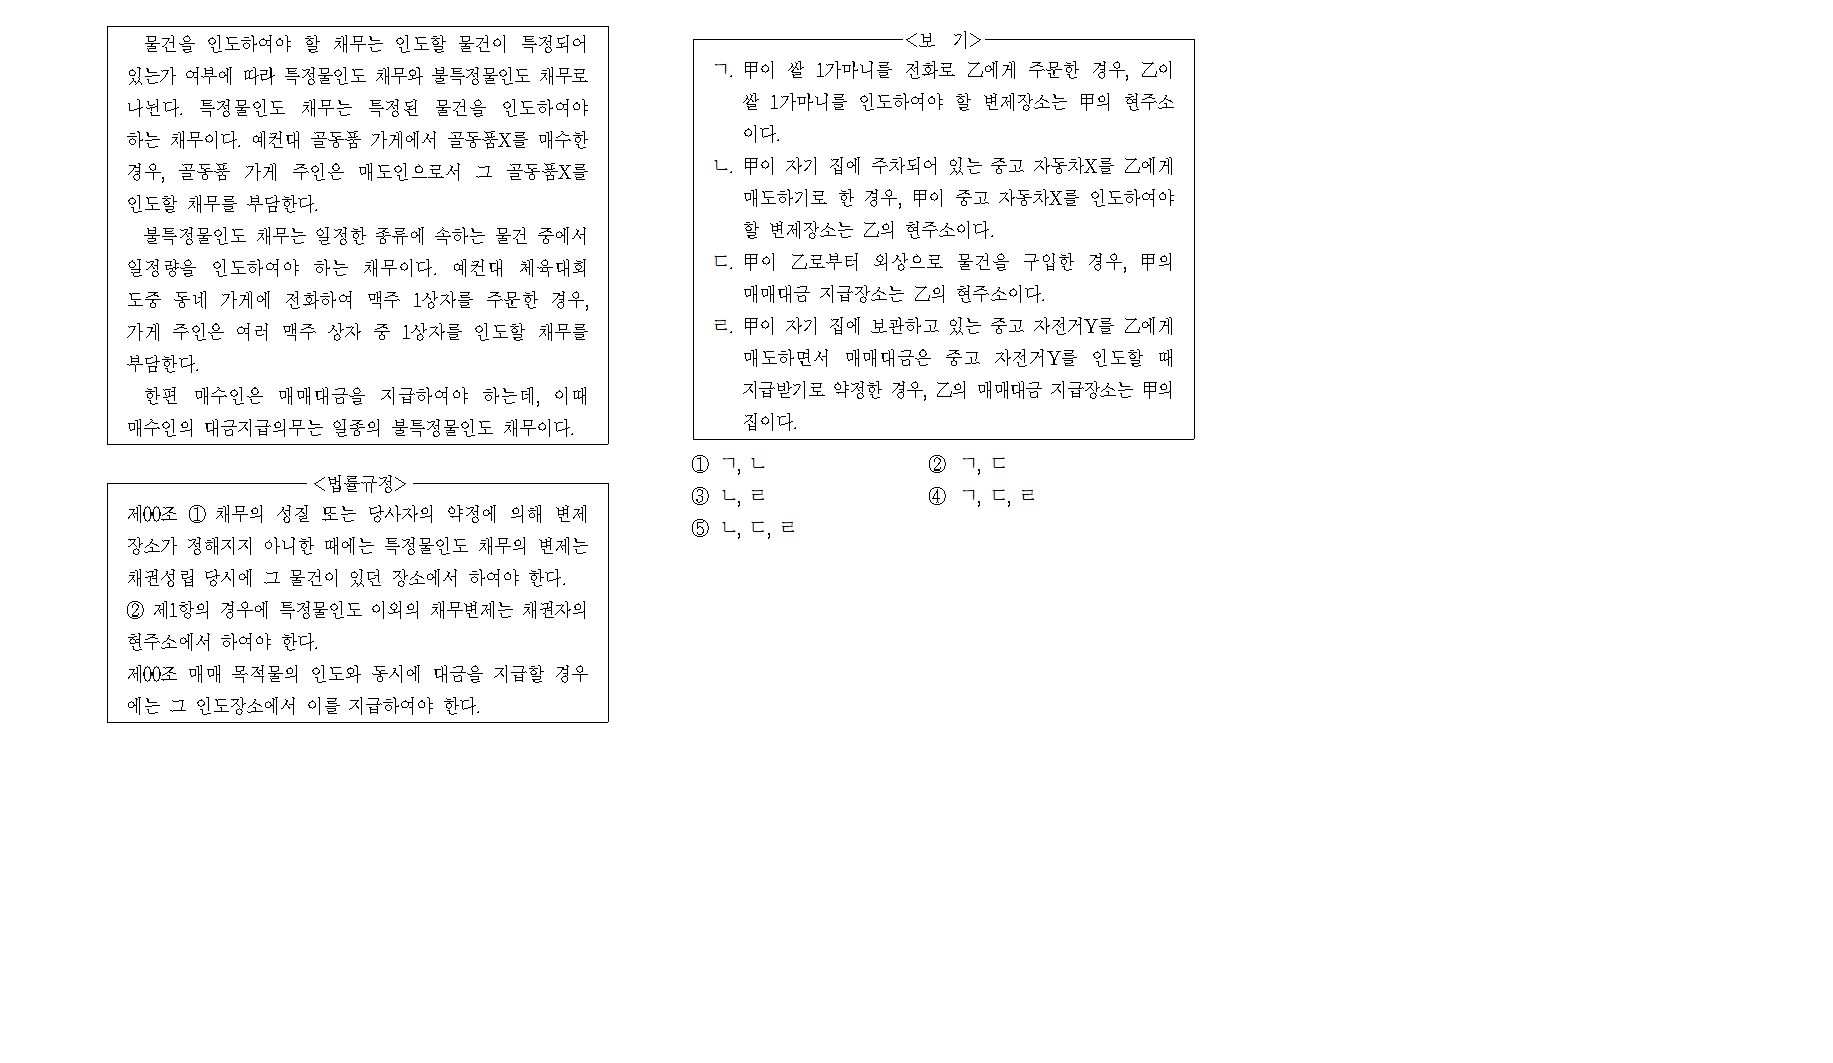 물건을 인도하여야 할 채무는 인도할 물건이 특정되어
있는가 여부에 따라 특정물인도 채무와 불특정물인도 채무로
나뉜다. 특정물인도 채무는 특정된 물건을 인도하여야
하는 채무이다. 예컨대 골동품 가게에서 골동품X를 매수한
경우, 골동품 가게 주인은 매도인으로서 그 골동품X를
인도할 채무를 부담한다.
불특정물인도 채무는 일정한 종류에 속하는 물건 중에서
일정량을 인도하여야 하는 채무이다. 예컨대 체육대회
도중 동네 가게에 전화하여 맥주 1상자를 주문한 경우,
가게 주인은 여러 맥주 상자 중 1상자를 인도할 채무를
부담한다.
한편 매수인은 매매대금을 지급하여야 하는데, 이때
매수인의 대금지급의무는 일종의 불특정물인도 채무이다.
<법률규정>
제00조 ① 채무의 성질 또는 당사자의 약정에 의해 변제
장소가 정해지지 아니한 때에는 특정물인도 채무의 변제는
채권성립 당시에 그 물건이 있던 장소에서 하여야 한다.
② 제1항의 경우에 특정물인도 이외의 채무변제는 채권자의
현주소에서 하여야 한다.
제00조 매매 목적물의 인도와 동시에 대금을 지급할 경우
에는 그 인도장소에서 이를 지급하여야 한다.
<보 기>
ㄱ. 甲이 쌀 1가마니를 전화로 乙에게 주문한 경우, 乙이
쌀 1가마니를 인도하여야 할 변제장소는 甲의 현주소
이다.
ㄴ. 甲이 자기 집에 주차되어 있는 중고 자동차X를 乙에게
매도하기로 한 경우, 甲이 중고 자동차X를 인도하여야
할 변제장소는 乙의 현주소이다.
ㄷ. 甲이 乙로부터 외상으로 물건을 구입한 경우, 甲의
매매대금 지급장소는 乙의 현주소이다.
ㄹ. 甲이 자기 집에 보관하고 있는 중고 자전거Y를 乙에게
매도하면서 매매대금은 중고 자전거Y를 인도할 때
지급받기로 약정한 경우, 乙의 매매대금 지급장소는 甲의
집이다.
① ㄱ, ㄴ ② ㄱ, ㄷ
③ ㄴ, ㄹ ④ ㄱ, ㄷ, ㄹ
⑤ ㄴ, ㄷ, ㄹ